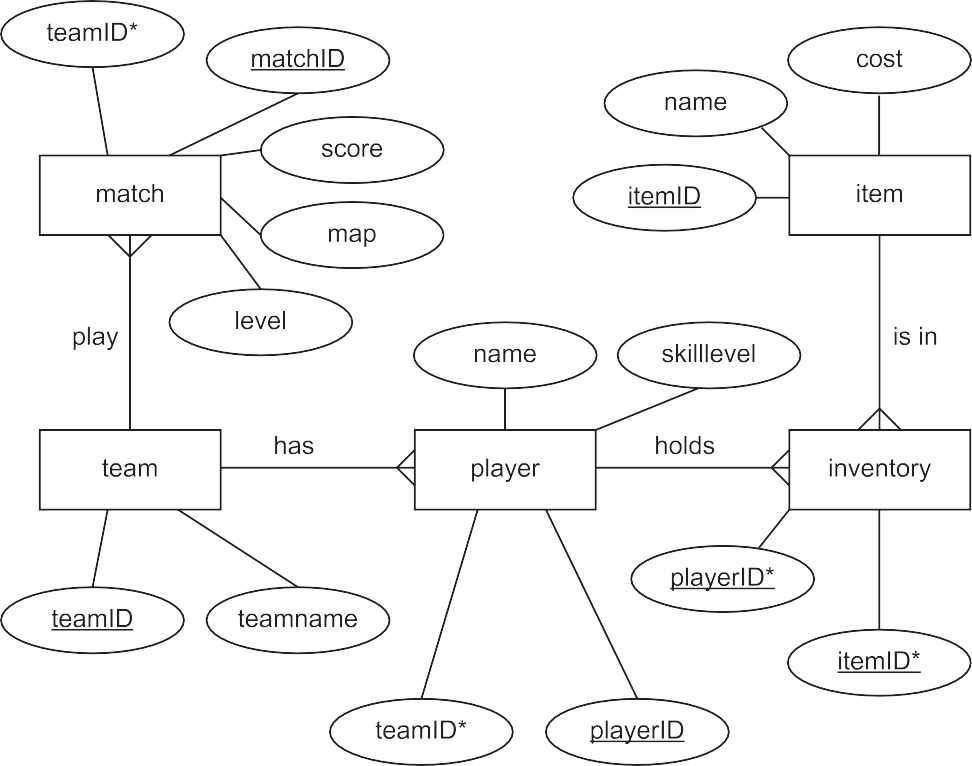 teamID*
matchID
cost
name
score
match
itemID
item
map
level
play
is in
name
skilllevel
has
holds
team
player
inventory
playerID*
teamID
teamname
itemID*
teamID*
playerID